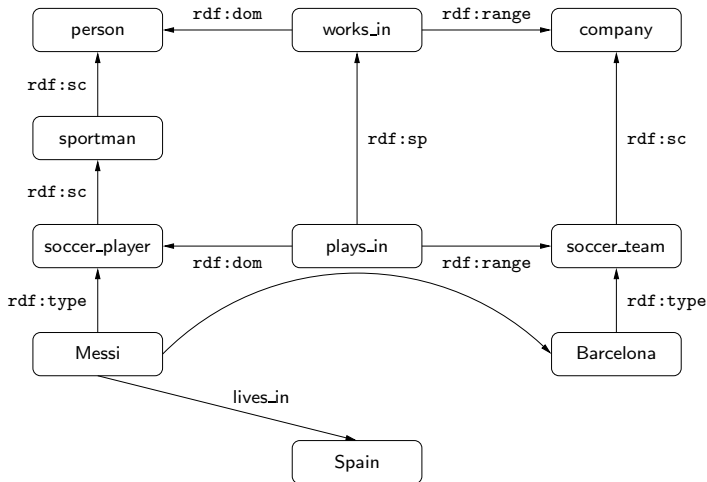 rdf:dom
rdf:range
person
works_in
company
rdf:sc
sportman
rdf:sp
rdf:sc
rdf:sc
soccer_player
plays_in
soccer_team
rdf:dom
rdf:range
rdf:type
rdf:type
Messi
Barcelona
lives_in
Spain